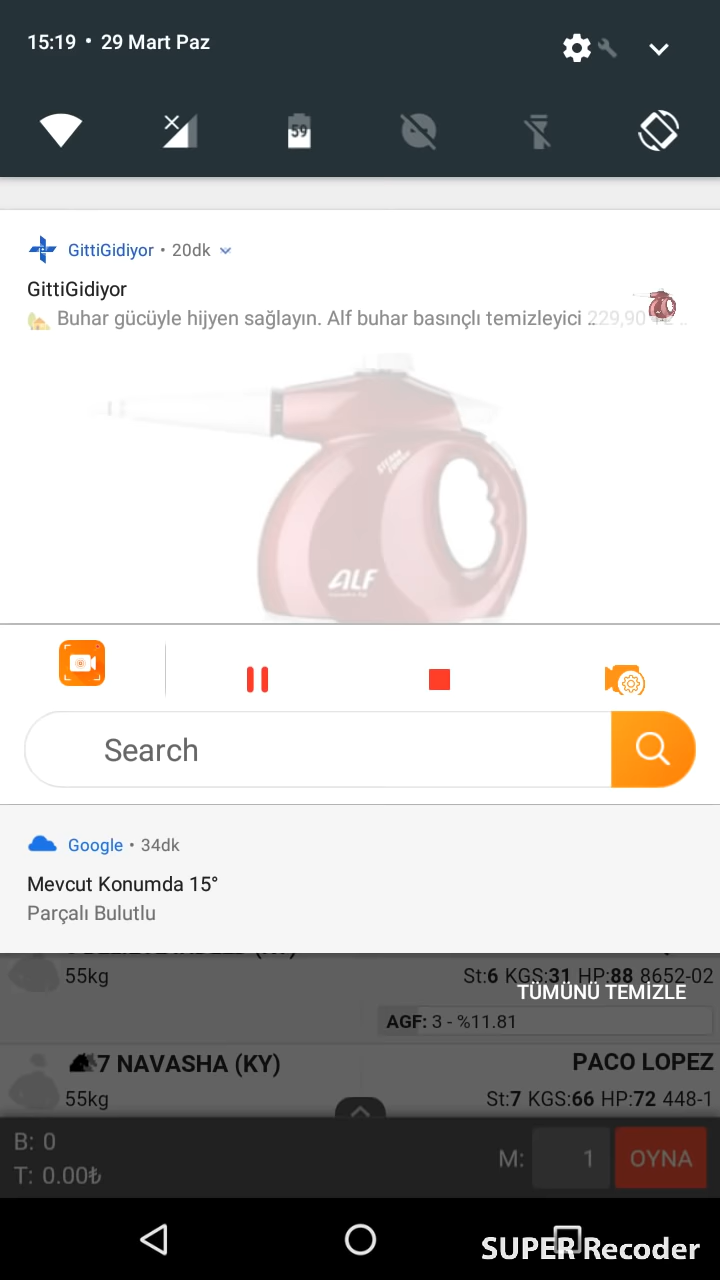 15:19 • 29 Mart Paz
59
GittiGidiyor • 20dk
GittiGidiyor
🏡 Buhar gücüyle hijyen sağlayın. Alf buhar basınçlı temizleyici .. 229,90
STEAM
ALF
Search
Google • 34dk
Mevcut Konumda 15°
Parçalı Bulutlu
55kg
St:6 KGS:31 HP:88 8652-02
TÜMÜNÜ TEMİZLE
AGF: 3 - %11.81
7 NAVASHA (KY)
PACO LOPEZ
55kg
St:7 KGS:66 HP:72 448-1
B: 0
T: 0.00₺
M: 1 OYNA
SUPER Recoder